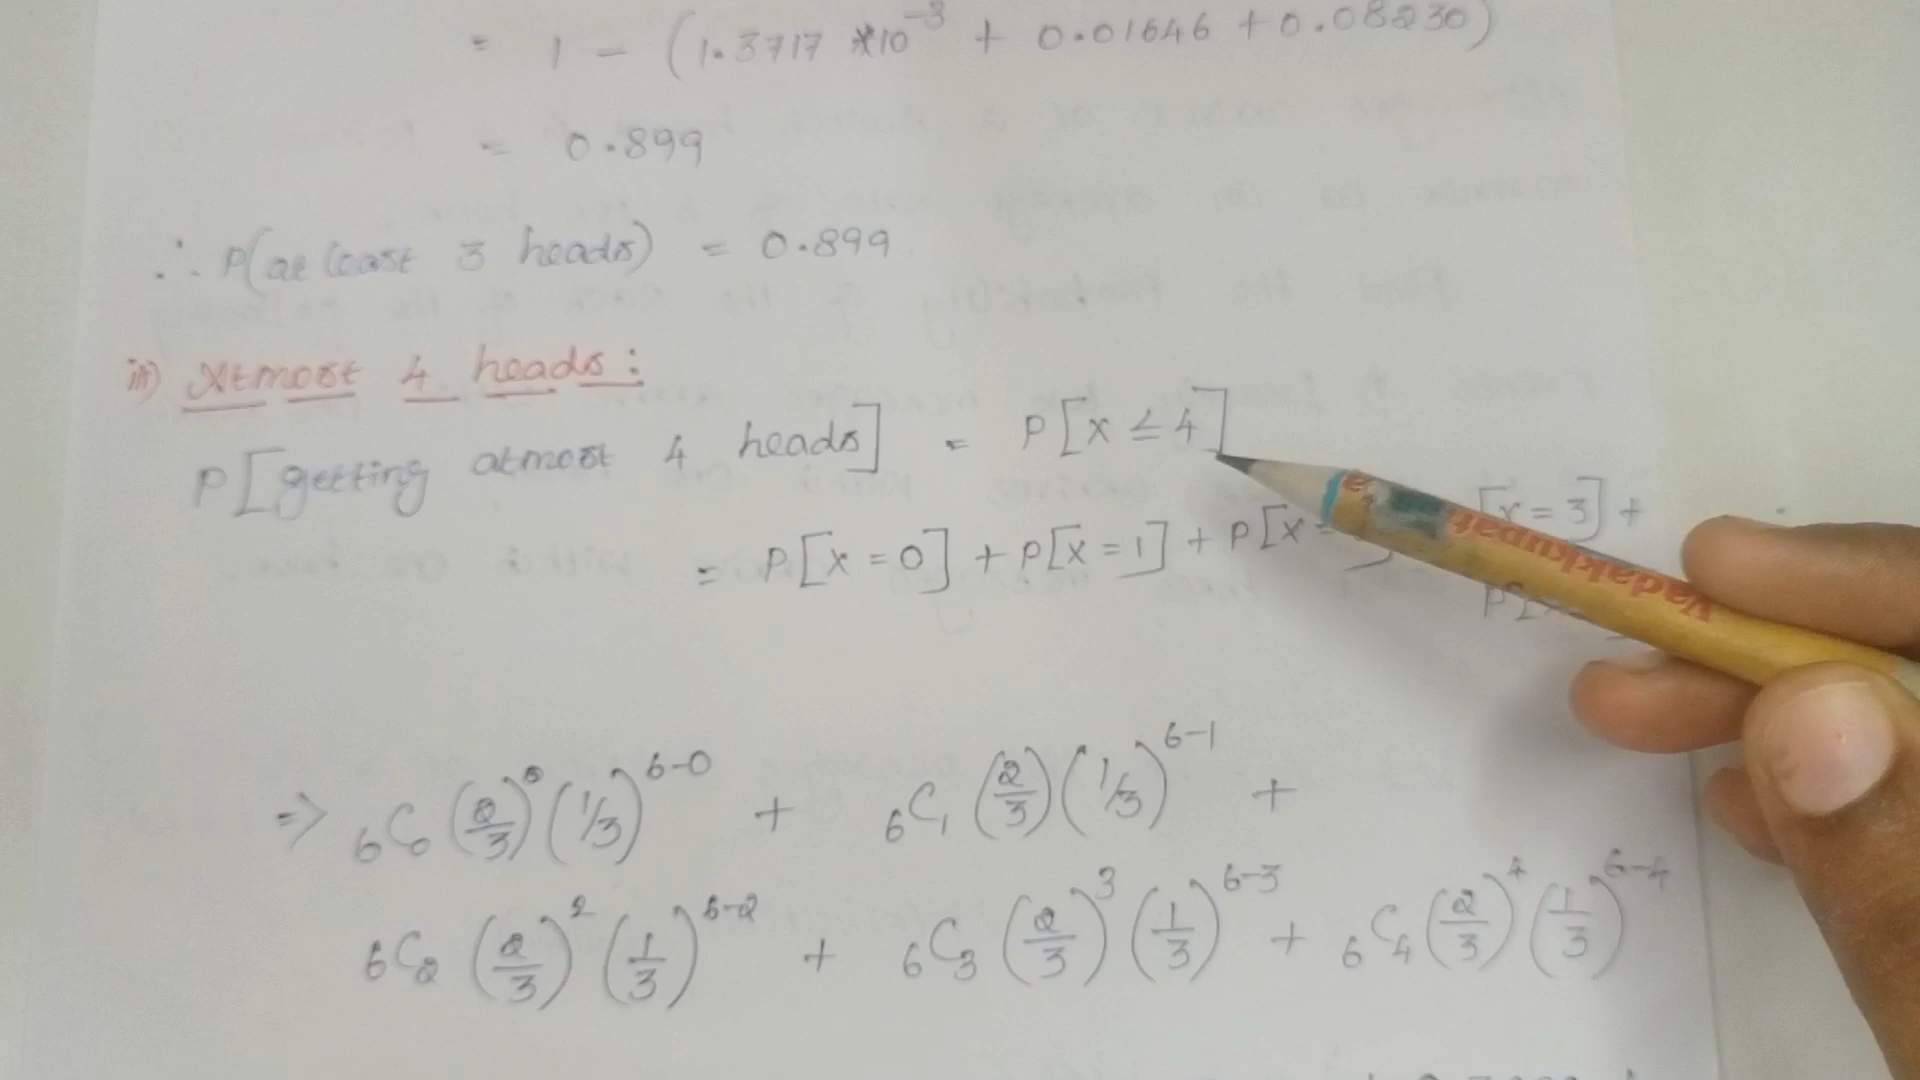 = 1 - (1.3717 *10^-3 + 0.01646 + 0.08230)
= 0.899
∴ P(at least 3 heads) = 0.899
iii) Atmost 4 heads:
P[getting atmost 4 heads] = P[x ≤ 4]
= P[x = 0] + P[x = 1] + P[x = [x = 3] +
P[x
=> 6C0 (2/3)^0 (1/3)^6-0 + 6C1 (2/3) (1/3)^6-1 +
6C2 (2/3)^2 (1/3)^6-2 + 6C3 (2/3)^3 (1/3)^6-3 + 6C4 (2/3)^4 (1/3)^6-4
Vadakkupat